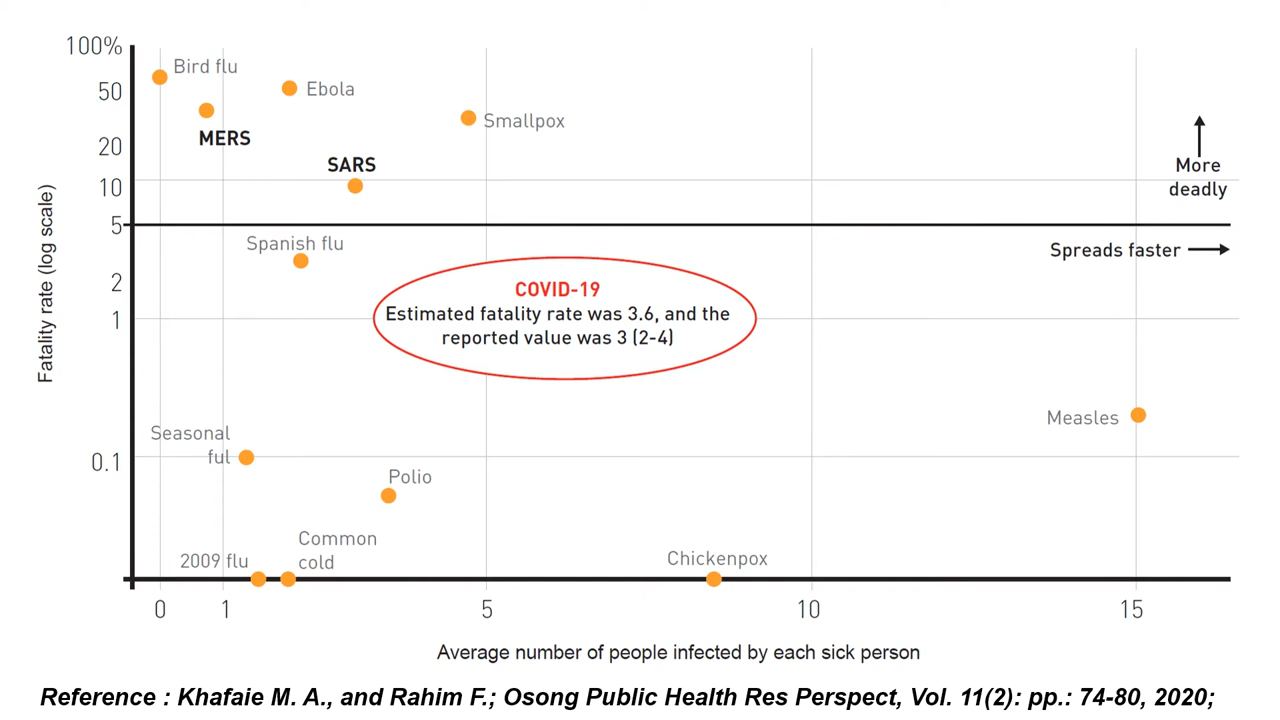 100%
Bird flu
50
Ebola
MERS
Smallpox
20
SARS
More
deadly
10
5
Spanish flu
Spreads faster
2
COVID-19
Estimated fatality rate was 3.6, and the
reported value was 3 (2-4)
1
Fatality rate (log scale)
Measles
Seasonal
ful
0.1
Polio
Common
cold
2009 flu
Chickenpox
0
1
5
10
15
Average number of people infected by each sick person
Reference : Khafaie M. A., and Rahim F.; Osong Public Health Res Perspect, Vol. 11(2): pp.: 74-80, 2020;